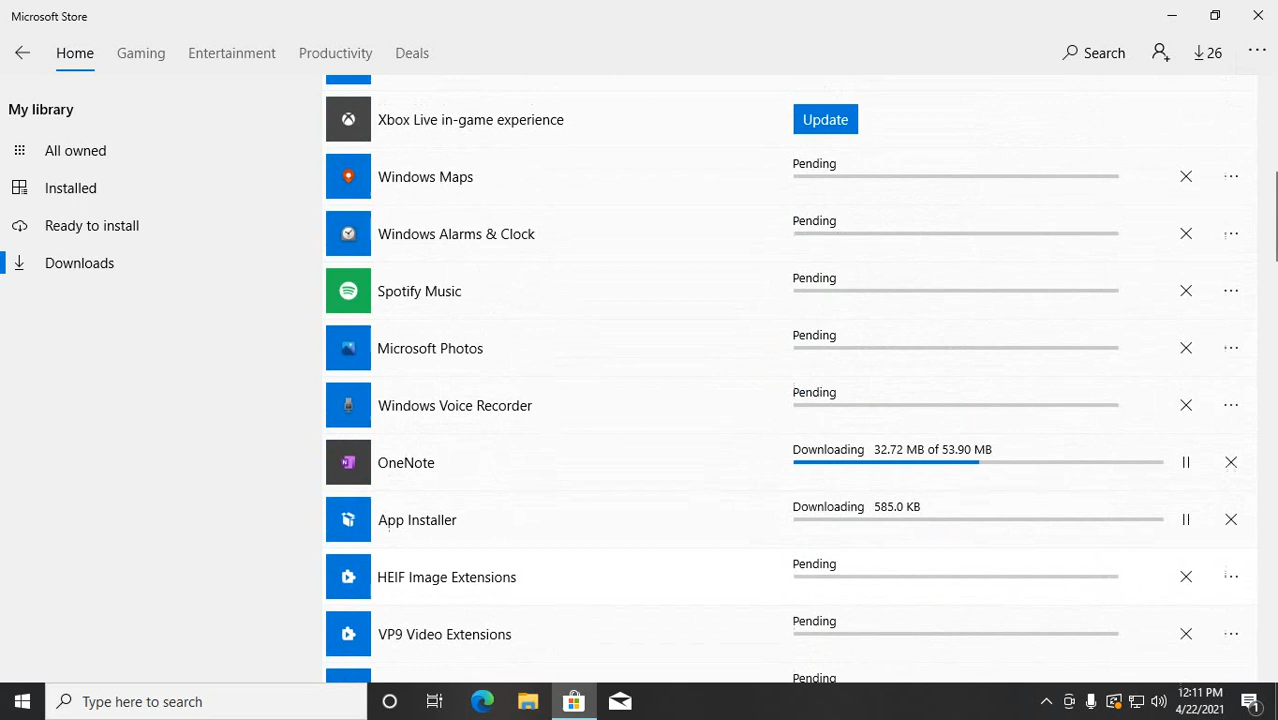 Microsoft Store
Home Gaming Entertainment Productivity Deals Search 26
My library
All owned
Installed
Ready to install
Downloads
Xbox Live in-game experience Update
Windows Maps Pending
Windows Alarms & Clock Pending
Spotify Music Pending
Microsoft Photos Pending
Windows Voice Recorder Pending
OneNote Downloading 32.72 MB of 53.90 MB
App Installer Downloading 585.0 KB
HEIF Image Extensions Pending
VP9 Video Extensions Pending
Pending
Type here to search
12:11 PM
4/22/2021
1